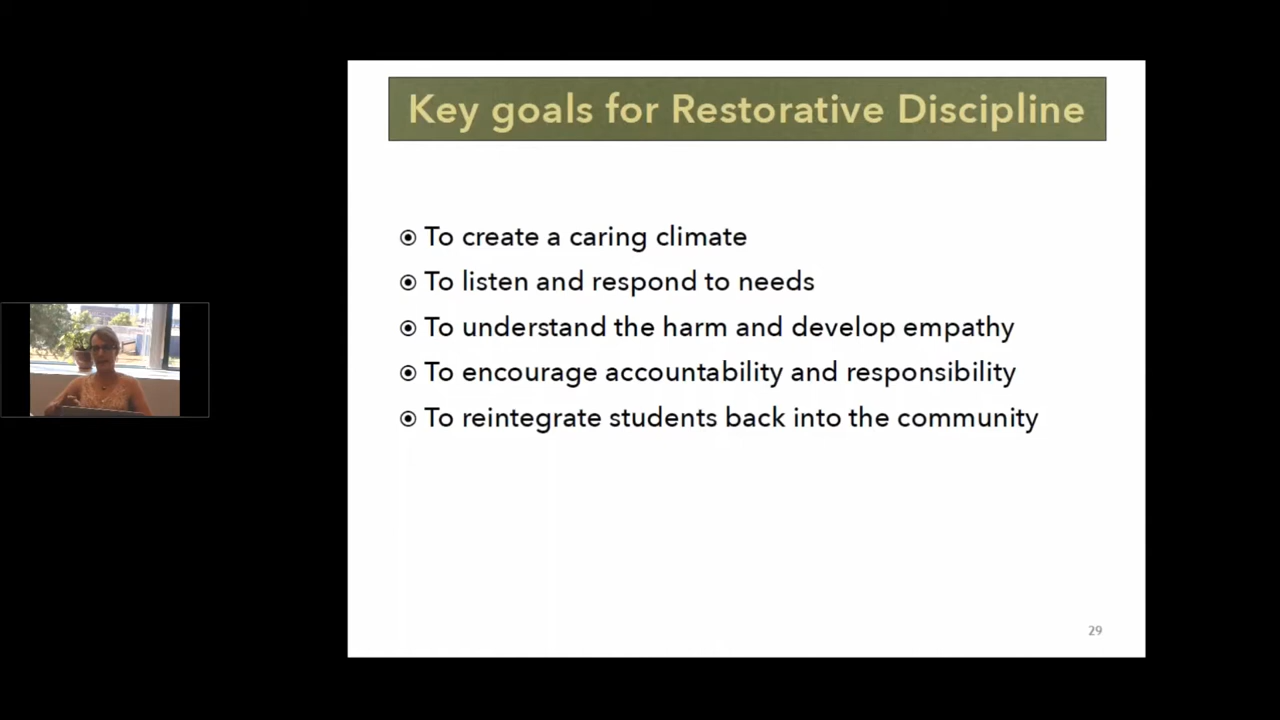 Key goals for Restorative Discipline
To create a caring climate
To listen and respond to needs
To understand the harm and develop empathy
To encourage accountability and responsibility
To reintegrate students back into the community
29